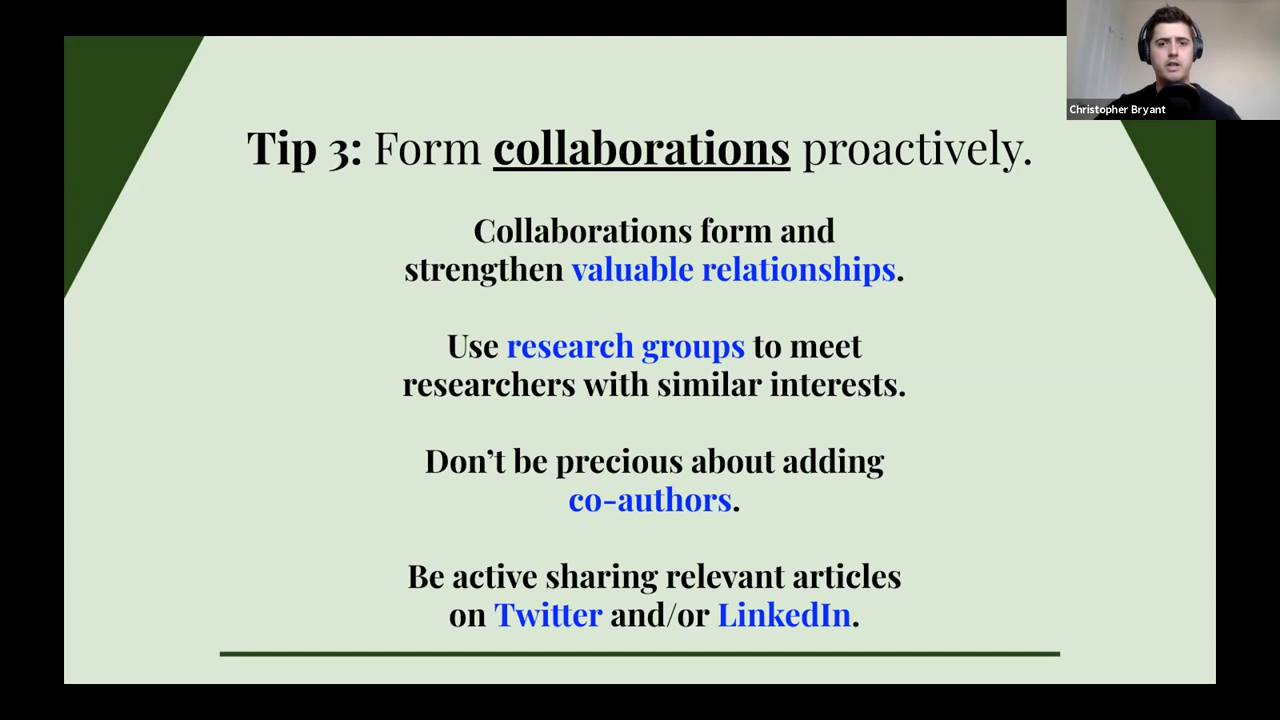 Christopher Bryant
Tip 3: Form collaborations proactively.
Collaborations form and
strengthen valuable relationships.
Use research groups to meet
researchers with similar interests.
Don’t be precious about adding
co-authors.
Be active sharing relevant articles
on Twitter and/or LinkedIn.